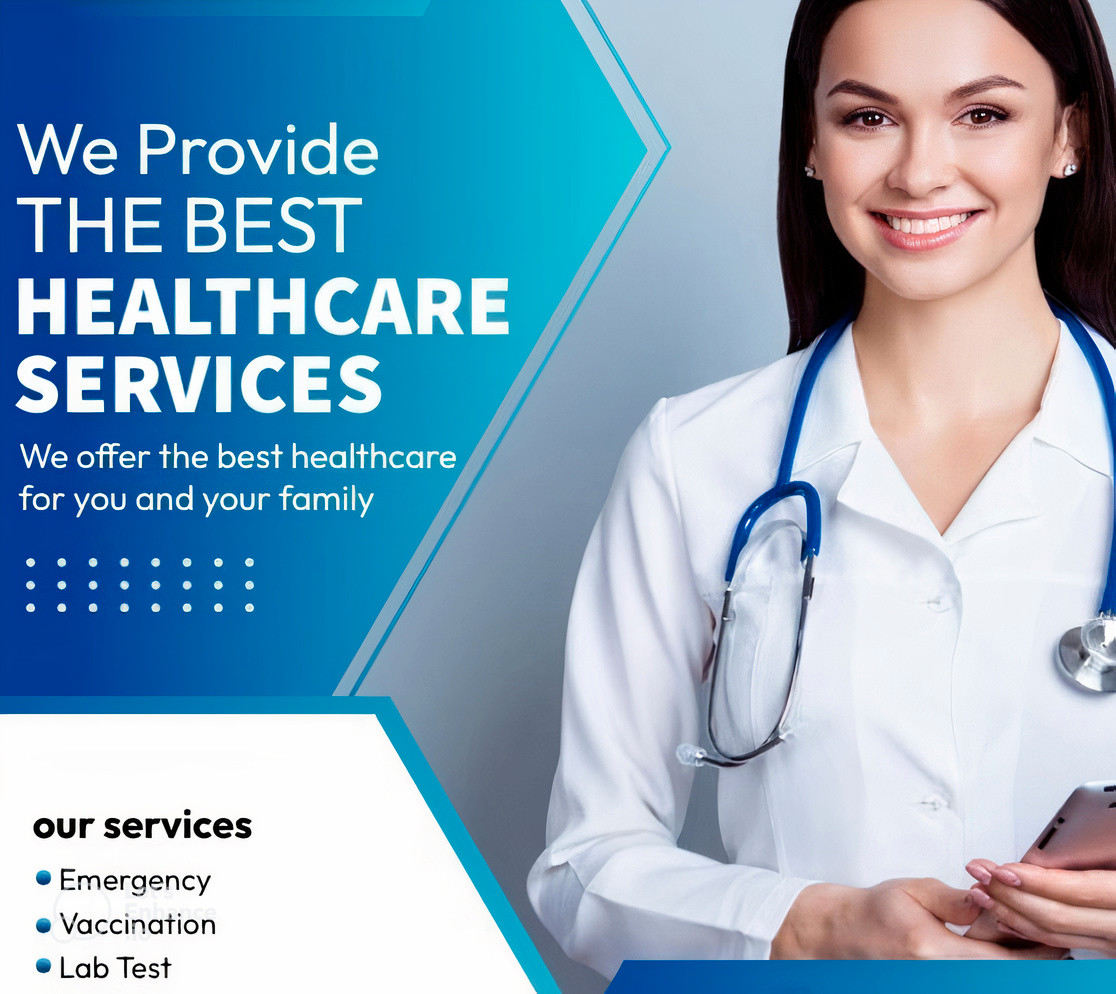 We Provide
THE BEST
HEALTHCARE
SERVICES
We offer the best healthcare
for you and your family
our services
Emergency
Vaccination
Lab Test